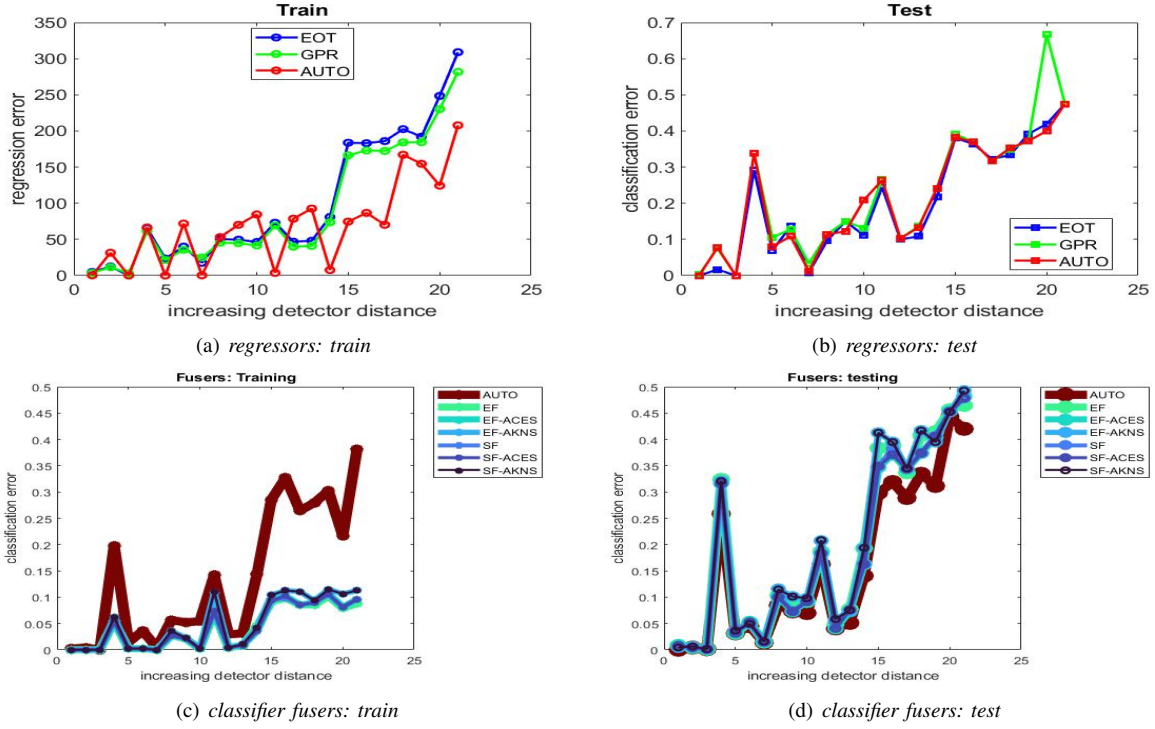 Train
350
300
250
200
150
100
50
0
regression error
EOT
GPR
AUTO
0 5 10 15 20 25
increasing detector distance
(a) regressors: train
Test
0.7
0.6
0.5
0.4
0.3
0.2
0.1
0
classification error
EOT
GPR
AUTO
0 5 10 15 20 25
increasing detector distance
(b) regressors: test
Fusers: Training
0.5
0.45
0.4
0.35
0.3
0.25
0.2
0.15
0.1
0.05
0
classification error
AUTO
EF
EF-ACES
EF-AKNS
SF
SF-ACES
SF-AKNS
0 5 10 15 20 25
increasing detector distance
(c) classifier fusers: train
Fusers: testing
0.5
0.45
0.4
0.35
0.3
0.25
0.2
0.15
0.1
0.05
0
classification error
AUTO
EF
EF-ACES
EF-AKNS
SF
SF-ACES
SF-AKNS
0 5 10 15 20 25
increasing detector distance
(d) classifier fusers: test